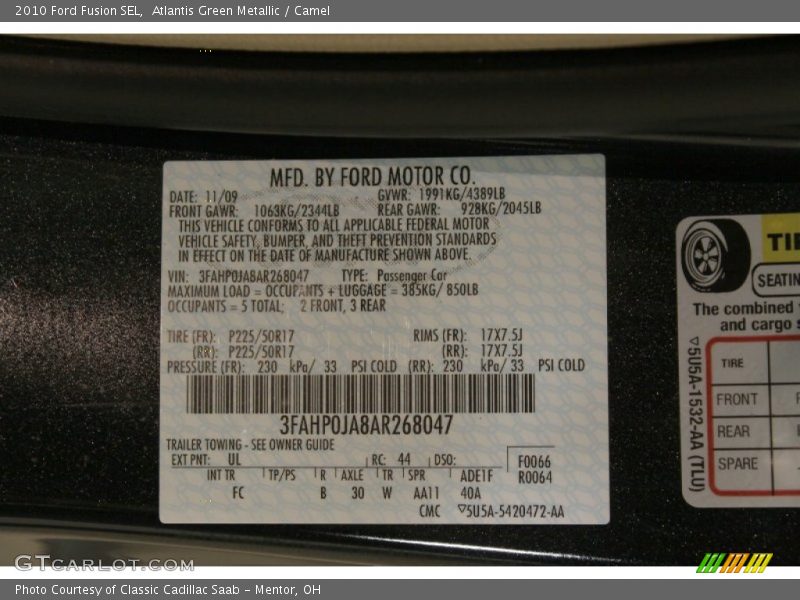 2010 Ford Fusion SEL, Atlantis Green Metallic / Camel
MFD. BY FORD MOTOR CO.
DATE: 11/09 GVWR: 1991KG/4389LB
FRONT GAWR: 1063KG/2344LB REAR GAWR: 928KG/2045LB
THIS VEHICLE CONFORMS TO ALL APPLICABLE FEDERAL MOTOR
VEHICLE SAFETY, BUMPER, AND THEFT PREVENTION STANDARDS
IN EFFECT ON THE DATE OF MANUFACTURE SHOWN ABOVE.
VIN: 3FAHP0JA8AR268047 TYPE: Passenger Car
MAXIMUM LOAD = OCCUPANTS + LUGGAGE = 385KG/ 850LB
OCCUPANTS = 5 TOTAL: 2 FRONT, 3 REAR
TIRE (FR): P225/50R17 RIMS (FR): 17X7.5J
(RR): P225/50R17 (RR): 17X7.5J
PRESSURE (FR): 230 kPa/ 33 PSI COLD (RR): 230 kPa/ 33 PSI COLD
3FAHP0JA8AR268047
TRAILER TOWING - SEE OWNER GUIDE
EXT PNT: UL RC: 44 DSO: F0066
INT TR TP/PS R AXLE TR SPR ADE1F R0064
FC B 30 W AA11 40A
CMC 5U5A-5420472-AA
TI
SEATIN
The combined
and cargo s
5U5A-1532-AA (TLU)
TIRE
FRONT
REAR
SPARE
GTCARLOT.COM
Photo Courtesy of Classic Cadillac Saab - Mentor, OH